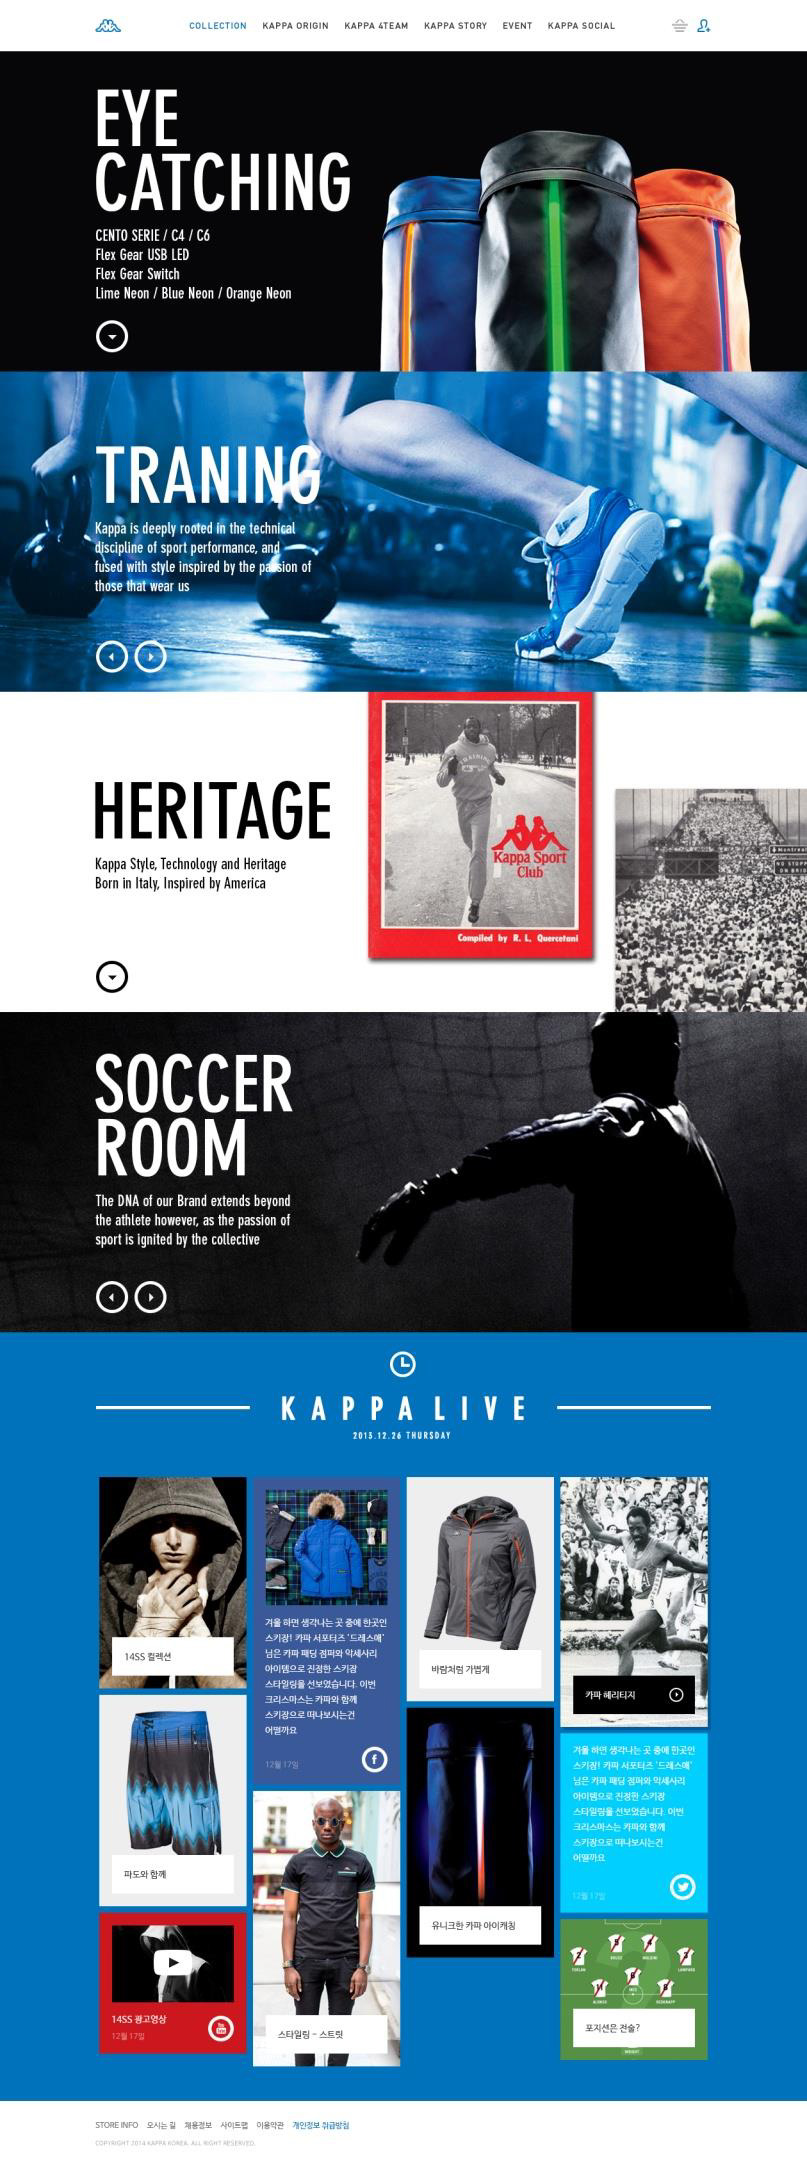 COLLECTION KAPPA ORIGIN KAPPA 4TEAM KAPPA STORY EVENT KAPPA SOCIAL
EYE
CATCHING
CENTO SERIE / C4 / C6
Flex Gear USB LED
Flex Gear Switch
Lime Neon / Blue Neon / Orange Neon
TRANING
Kappa is deeply rooted in the technical
discipline of sport performance, and
fused with style inspired by the passion of
those that wear us
HERITAGE
Kappa Style, Technology and Heritage
Born in Italy, Inspired by America
TRAINING
Kappa Sport
Club
Compiled by R. L. Quercetani
Montreal
NO STOPP
ON BRID
SOCCER
ROOM
The DNA of our Brand extends beyond
the athlete however, as the passion of
sport is ignited by the collective
KAPPA LIVE
2013.12.26 THURSDAY
14SS 컬렉션
파도와 함께
14SS 광고영상
12월 17일
You
겨울 하면 생각나는 곳 중에 한곳인
스키장! 카파 서포터즈 '드레스애'
님은 카파 패딩 점퍼와 악세사리
아이템으로 진정한 스키장
스타일링을 선보였습니다. 이번
크리스마스는 카파와 함께
스키장으로 떠나보시는건
어떨까요
12월 17일
f
스타일링 - 스트릿
바람처럼 가볍게
유니크한 카파 아이캐칭
카파 헤리티지
겨울 하면 생각나는 곳 중에 한곳인
스키장! 카파 서포터즈 '드레스애'
님은 카파 패딩 점퍼와 악세사리
아이템으로 진정한 스키장
스타일링을 선보였습니다. 이번
크리스마스는 카파와 함께
스키장으로 떠나보시는건
어떨까요
12월 17일
포지션은 전술?
STORE INFO 오시는 길 채용정보 사이트맵 이용약관 개인정보 취급방침
COPYRIGHT 2014 KAPPA KOREA. ALL RIGHT RESERVED.